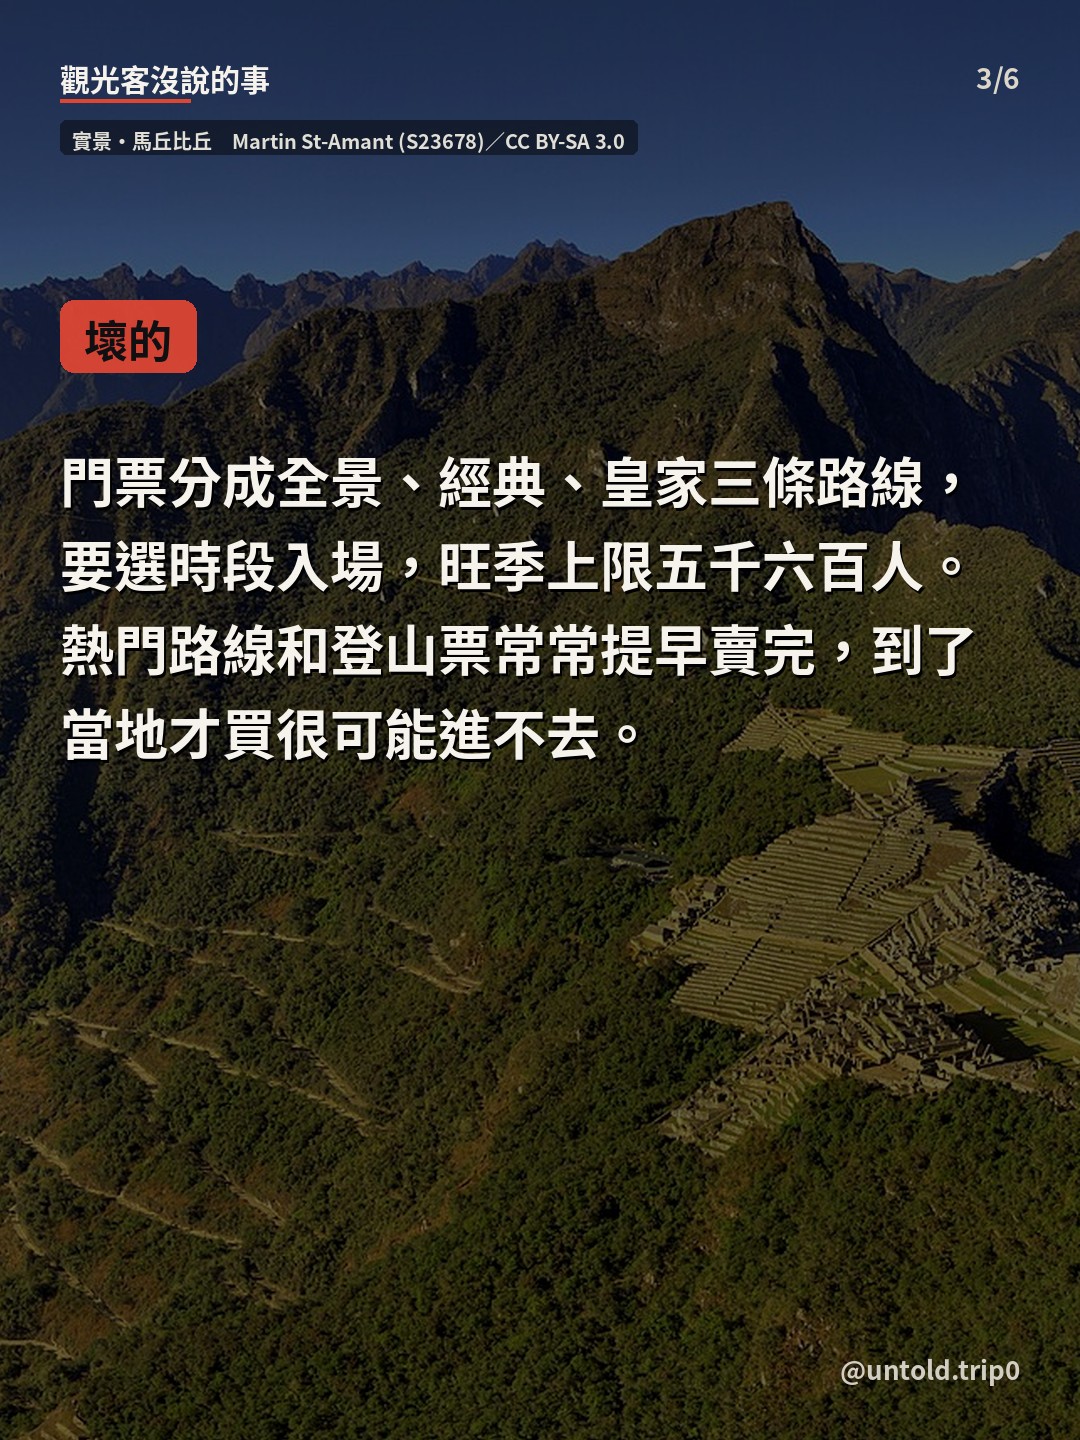 觀光客沒說的事
3/6
實景・馬丘比丘　Martin St-Amant (S23678)／CC BY-SA 3.0
壞的
門票分成全景、經典、皇家三條路線，
要選時段入場，旺季上限五千六百人。
熱門路線和登山票常常提早賣完，到了
當地才買很可能進不去。
@untold.trip0